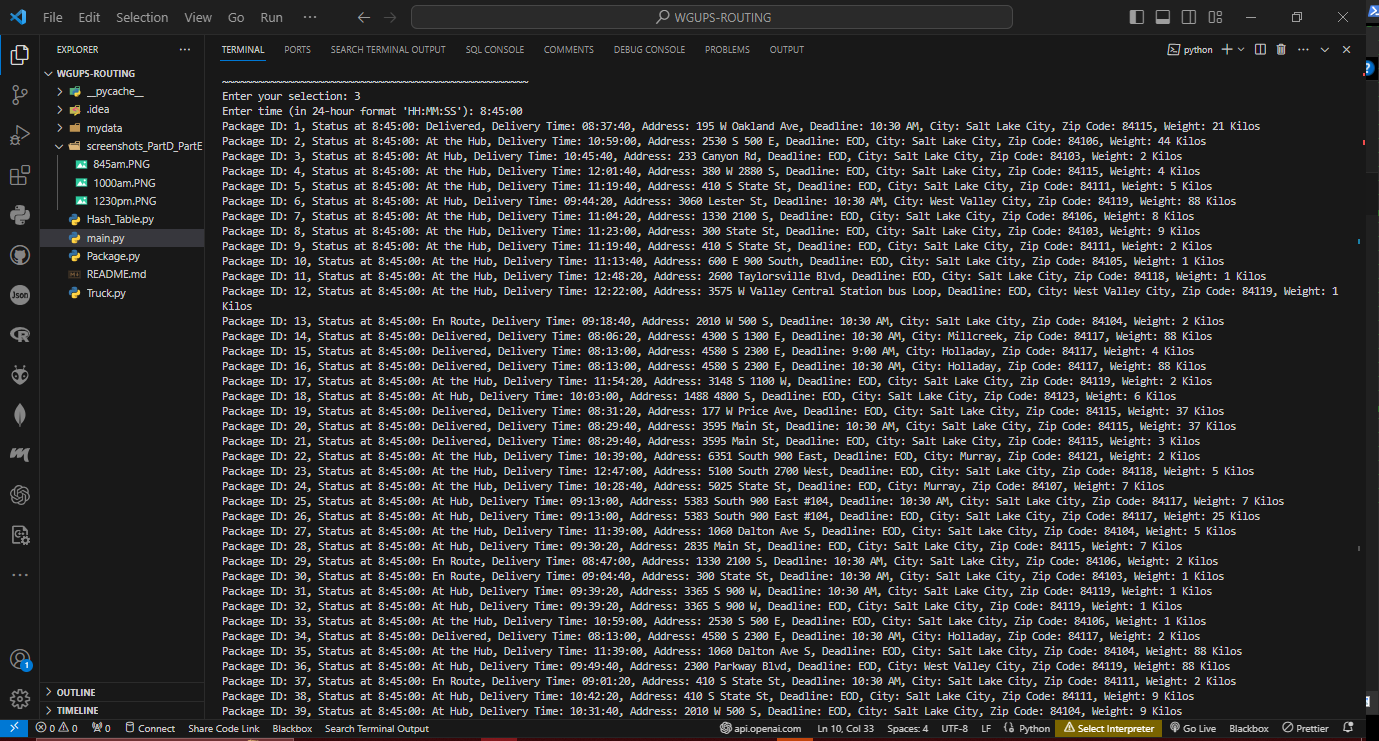 File Edit Selection View Go Run ··· WGUPS-ROUTING
EXPLORER ···
WGUPS-ROUTING
__pycache__
.idea
mydata
screenshots_PartD_PartE
845am.PNG
1000am.PNG
1230pm.PNG
Hash_Table.py
main.py
Package.py
README.md
Truck.py
OUTLINE
TIMELINE
TERMINAL PORTS SEARCH TERMINAL OUTPUT SQL CONSOLE COMMENTS DEBUG CONSOLE PROBLEMS OUTPUT python
Enter your selection: 3
Enter time (in 24-hour format 'HH:MM:SS'): 8:45:00
Package ID: 1, Status at 8:45:00: Delivered, Delivery Time: 08:37:40, Address: 195 W Oakland Ave, Deadline: 10:30 AM, City: Salt Lake City, Zip Code: 84115, Weight: 21 Kilos
Package ID: 2, Status at 8:45:00: At the Hub, Delivery Time: 10:59:00, Address: 2530 S 500 E, Deadline: EOD, City: Salt Lake City, Zip Code: 84106, Weight: 44 Kilos
Package ID: 3, Status at 8:45:00: At Hub, Delivery Time: 10:45:40, Address: 233 Canyon Rd, Deadline: EOD, City: Salt Lake City, Zip Code: 84103, Weight: 2 Kilos
Package ID: 4, Status at 8:45:00: At the Hub, Delivery Time: 12:01:40, Address: 380 W 2880 S, Deadline: EOD, City: Salt Lake City, Zip Code: 84115, Weight: 4 Kilos
Package ID: 5, Status at 8:45:00: At the Hub, Delivery Time: 11:19:40, Address: 410 S State St, Deadline: EOD, City: Salt Lake City, Zip Code: 84111, Weight: 5 Kilos
Package ID: 6, Status at 8:45:00: At Hub, Delivery Time: 09:44:20, Address: 3060 Lester St, Deadline: 10:30 AM, City: West Valley City, Zip Code: 84119, Weight: 88 Kilos
Package ID: 7, Status at 8:45:00: At the Hub, Delivery Time: 11:04:20, Address: 1330 2100 S, Deadline: EOD, City: Salt Lake City, Zip Code: 84106, Weight: 8 Kilos
Package ID: 8, Status at 8:45:00: At the Hub, Delivery Time: 11:23:00, Address: 300 State St, Deadline: EOD, City: Salt Lake City, Zip Code: 84103, Weight: 9 Kilos
Package ID: 9, Status at 8:45:00: At the Hub, Delivery Time: 11:19:40, Address: 410 S State St, Deadline: EOD, City: Salt Lake City, Zip Code: 84111, Weight: 2 Kilos
Package ID: 10, Status at 8:45:00: At the Hub, Delivery Time: 11:13:40, Address: 600 E 900 South, Deadline: EOD, City: Salt Lake City, Zip Code: 84105, Weight: 1 Kilos
Package ID: 11, Status at 8:45:00: At the Hub, Delivery Time: 12:48:20, Address: 2600 Taylorsville Blvd, Deadline: EOD, City: Salt Lake City, Zip Code: 84118, Weight: 1 Kilos
Package ID: 12, Status at 8:45:00: At the Hub, Delivery Time: 12:22:00, Address: 3575 W Valley Central Station bus Loop, Deadline: EOD, City: West Valley City, Zip Code: 84119, Weight: 1
Kilos
Package ID: 13, Status at 8:45:00: En Route, Delivery Time: 09:18:40, Address: 2010 W 500 S, Deadline: 10:30 AM, City: Salt Lake City, Zip Code: 84104, Weight: 2 Kilos
Package ID: 14, Status at 8:45:00: Delivered, Delivery Time: 08:06:20, Address: 4300 S 1300 E, Deadline: 10:30 AM, City: Millcreek, Zip Code: 84117, Weight: 88 Kilos
Package ID: 15, Status at 8:45:00: Delivered, Delivery Time: 08:13:00, Address: 4580 S 2300 E, Deadline: 9:00 AM, City: Holladay, Zip Code: 84117, Weight: 4 Kilos
Package ID: 16, Status at 8:45:00: Delivered, Delivery Time: 08:13:00, Address: 4580 S 2300 E, Deadline: 10:30 AM, City: Holladay, Zip Code: 84117, Weight: 88 Kilos
Package ID: 17, Status at 8:45:00: At the Hub, Delivery Time: 11:54:20, Address: 3148 S 1100 W, Deadline: EOD, City: Salt Lake City, Zip Code: 84119, Weight: 2 Kilos
Package ID: 18, Status at 8:45:00: At Hub, Delivery Time: 10:03:00, Address: 1488 4800 S, Deadline: EOD, City: Salt Lake City, Zip Code: 84123, Weight: 6 Kilos
Package ID: 19, Status at 8:45:00: Delivered, Delivery Time: 08:31:20, Address: 177 W Price Ave, Deadline: EOD, City: Salt Lake City, Zip Code: 84115, Weight: 37 Kilos
Package ID: 20, Status at 8:45:00: Delivered, Delivery Time: 08:29:40, Address: 3595 Main St, Deadline: 10:30 AM, City: Salt Lake City, Zip Code: 84115, Weight: 37 Kilos
Package ID: 21, Status at 8:45:00: Delivered, Delivery Time: 08:29:40, Address: 3595 Main St, Deadline: EOD, City: Salt Lake City, Zip Code: 84115, Weight: 3 Kilos
Package ID: 22, Status at 8:45:00: At the Hub, Delivery Time: 10:39:00, Address: 6351 South 900 East, Deadline: EOD, City: Murray, Zip Code: 84121, Weight: 2 Kilos
Package ID: 23, Status at 8:45:00: At the Hub, Delivery Time: 12:47:00, Address: 5100 South 2700 West, Deadline: EOD, City: Salt Lake City, Zip Code: 84118, Weight: 5 Kilos
Package ID: 24, Status at 8:45:00: At the Hub, Delivery Time: 10:28:40, Address: 5025 State St, Deadline: EOD, City: Murray, Zip Code: 84107, Weight: 7 Kilos
Package ID: 25, Status at 8:45:00: At Hub, Delivery Time: 09:13:00, Address: 5383 South 900 East #104, Deadline: 10:30 AM, City: Salt Lake City, Zip Code: 84117, Weight: 7 Kilos
Package ID: 26, Status at 8:45:00: At Hub, Delivery Time: 09:13:00, Address: 5383 South 900 East #104, Deadline: EOD, City: Salt Lake City, Zip Code: 84117, Weight: 25 Kilos
Package ID: 27, Status at 8:45:00: At the Hub, Delivery Time: 11:39:00, Address: 1060 Dalton Ave S, Deadline: EOD, City: Salt Lake City, Zip Code: 84104, Weight: 5 Kilos
Package ID: 28, Status at 8:45:00: At Hub, Delivery Time: 09:30:20, Address: 2835 Main St, Deadline: EOD, City: Salt Lake City, Zip Code: 84115, Weight: 7 Kilos
Package ID: 29, Status at 8:45:00: En Route, Delivery Time: 08:47:00, Address: 1330 2100 S, Deadline: 10:30 AM, City: Salt Lake City, Zip Code: 84106, Weight: 2 Kilos
Package ID: 30, Status at 8:45:00: En Route, Delivery Time: 09:04:40, Address: 300 State St, Deadline: 10:30 AM, City: Salt Lake City, Zip Code: 84103, Weight: 1 Kilos
Package ID: 31, Status at 8:45:00: At Hub, Delivery Time: 09:39:20, Address: 3365 S 900 W, Deadline: 10:30 AM, City: Salt Lake City, Zip Code: 84119, Weight: 1 Kilos
Package ID: 32, Status at 8:45:00: At Hub, Delivery Time: 09:39:20, Address: 3365 S 900 W, Deadline: EOD, City: Salt Lake City, Zip Code: 84119, Weight: 1 Kilos
Package ID: 33, Status at 8:45:00: At the Hub, Delivery Time: 10:59:00, Address: 2530 S 500 E, Deadline: EOD, City: Salt Lake City, Zip Code: 84106, Weight: 1 Kilos
Package ID: 34, Status at 8:45:00: Delivered, Delivery Time: 08:13:00, Address: 4580 S 2300 E, Deadline: 10:30 AM, City: Holladay, Zip Code: 84117, Weight: 2 Kilos
Package ID: 35, Status at 8:45:00: At the Hub, Delivery Time: 11:39:00, Address: 1060 Dalton Ave S, Deadline: EOD, City: Salt Lake City, Zip Code: 84104, Weight: 88 Kilos
Package ID: 36, Status at 8:45:00: At Hub, Delivery Time: 09:49:40, Address: 2300 Parkway Blvd, Deadline: EOD, City: West Valley City, Zip Code: 84119, Weight: 88 Kilos
Package ID: 37, Status at 8:45:00: En Route, Delivery Time: 09:01:20, Address: 410 S State St, Deadline: 10:30 AM, City: Salt Lake City, Zip Code: 84111, Weight: 2 Kilos
Package ID: 38, Status at 8:45:00: At Hub, Delivery Time: 10:42:20, Address: 410 S State St, Deadline: EOD, City: Salt Lake City, Zip Code: 84111, Weight: 9 Kilos
Package ID: 39, Status at 8:45:00: At Hub, Delivery Time: 10:31:40, Address: 2010 W 500 S, Deadline: EOD, City: Salt Lake City, Zip Code: 84104, Weight: 9 Kilos
0 0 0 Connect Share Code Link Blackbox Search Terminal Output api.openai.com Ln 10, Col 33 Spaces: 4 UTF-8 LF Python Select Interpreter Go Live Blackbox Prettier